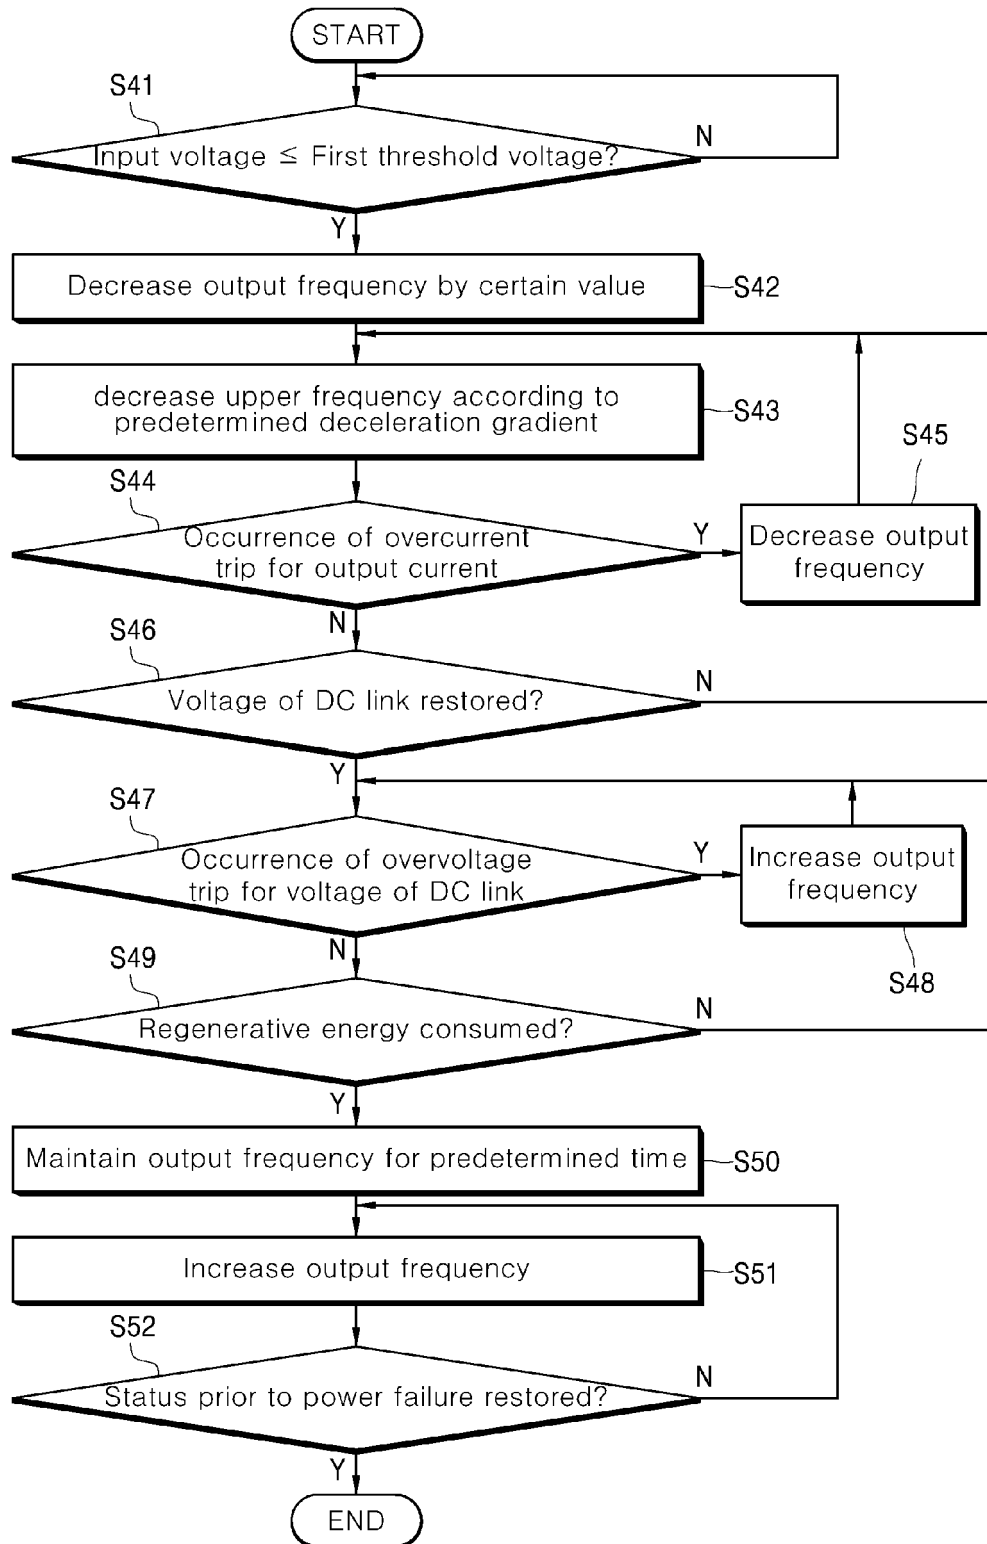 START
S41
Input voltage ≤ First threshold voltage?
N
Y
Decrease output frequency by certain value
S42
decrease upper frequency according to
predetermined deceleration gradient
S43
S45
S44
Occurrence of overcurrent
trip for output current
Y
Decrease output
frequency
N
S46
Voltage of DC link restored?
N
Y
S47
Occurrence of overvoltage
trip for voltage of DC link
Y
Increase output
frequency
N
S48
S49
Regenerative energy consumed?
N
Y
Maintain output frequency for predetermined time
S50
Increase output frequency
S51
S52
Status prior to power failure restored?
N
Y
END